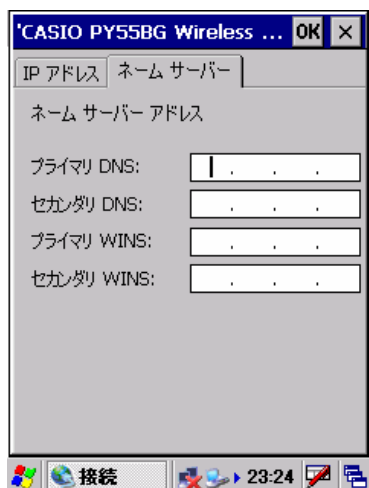 'CASIO PY55BG Wireless ... OK ×
IP アドレス ネーム サーバー
ネーム サーバー アドレス
プライマリ DNS: . . .
セカンダリ DNS: . . .
プライマリ WINS: . . .
セカンダリ WINS: . . .
接続 23:24